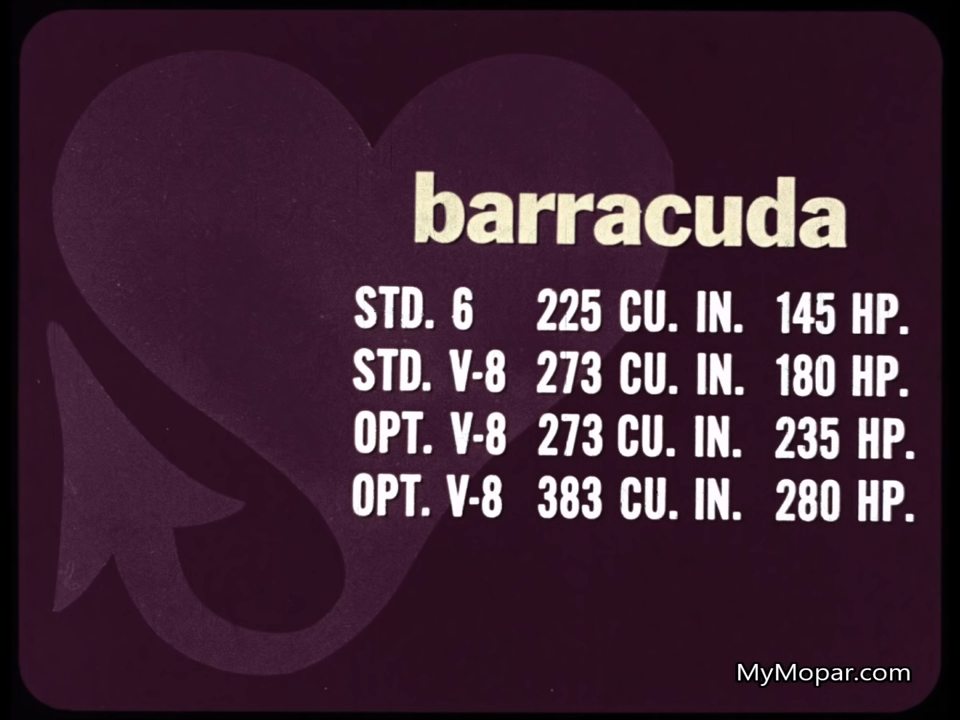 barracuda
STD. 6 225 CU. IN. 145 HP.
STD. V-8 273 CU. IN. 180 HP.
OPT. V-8 273 CU. IN. 235 HP.
OPT. V-8 383 CU. IN. 280 HP.
MyMopar.com